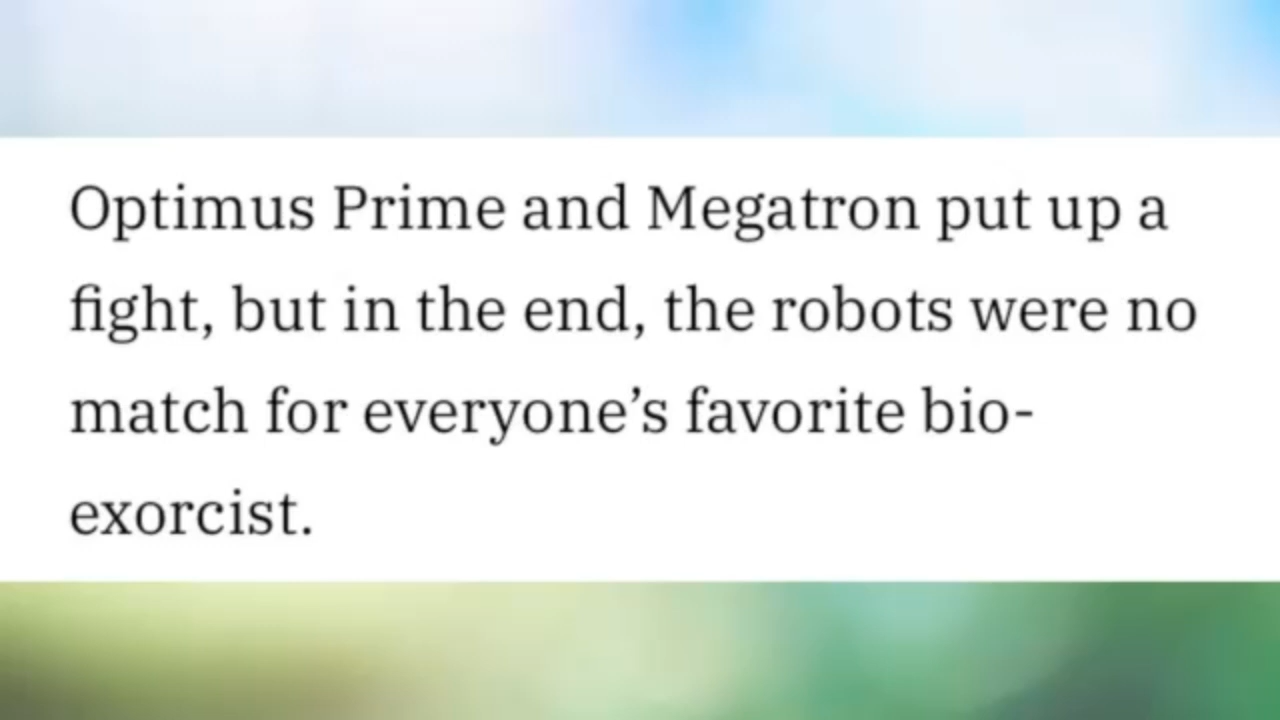 Optimus Prime and Megatron put up a
fight, but in the end, the robots were no
match for everyone’s favorite bio-
exorcist.